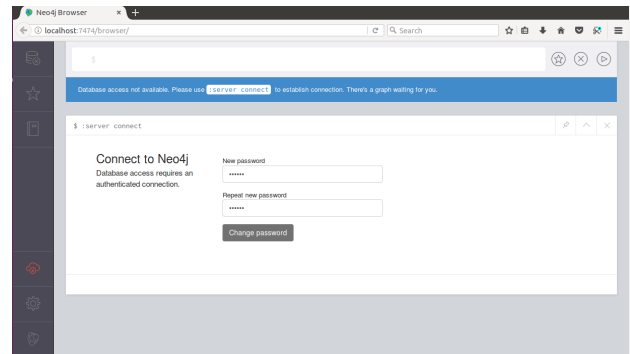 Neo4j Browser
localhost:7474/browser/
Search
$
Database access not available. Please use :server connect to establish connection. There's a graph waiting for you.
$ :server connect
Connect to Neo4j
Database access requires an
authenticated connection.
New password
••••••
Repeat new password
••••••
Change password